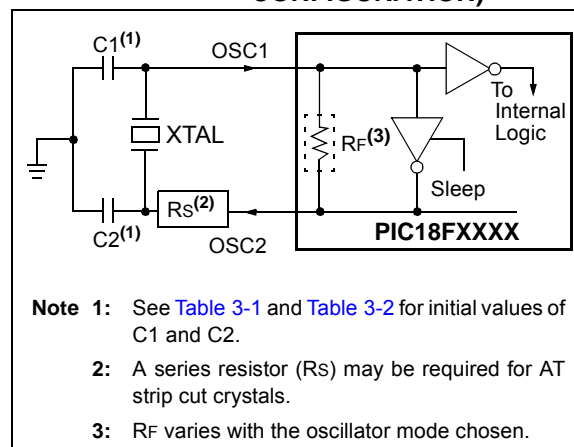 CONFIGURATION)
C1(1)
OSC1
To
Internal
Logic
XTAL
RF(3)
Sleep
RS(2)
C2(1)
OSC2
PIC18FXXXX
Note 1: See Table 3-1 and Table 3-2 for initial values of
C1 and C2.
2: A series resistor (RS) may be required for AT
strip cut crystals.
3: RF varies with the oscillator mode chosen.